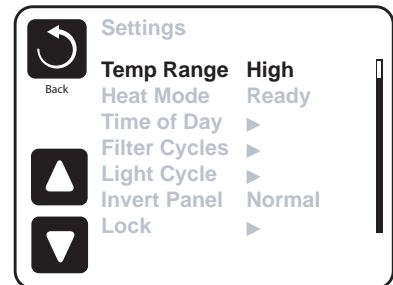 Settings
Temp Range High
Back
Heat Mode Ready
Time of Day ▶
Filter Cycles ▶
Light Cycle ▶
Invert Panel Normal
Lock ▶